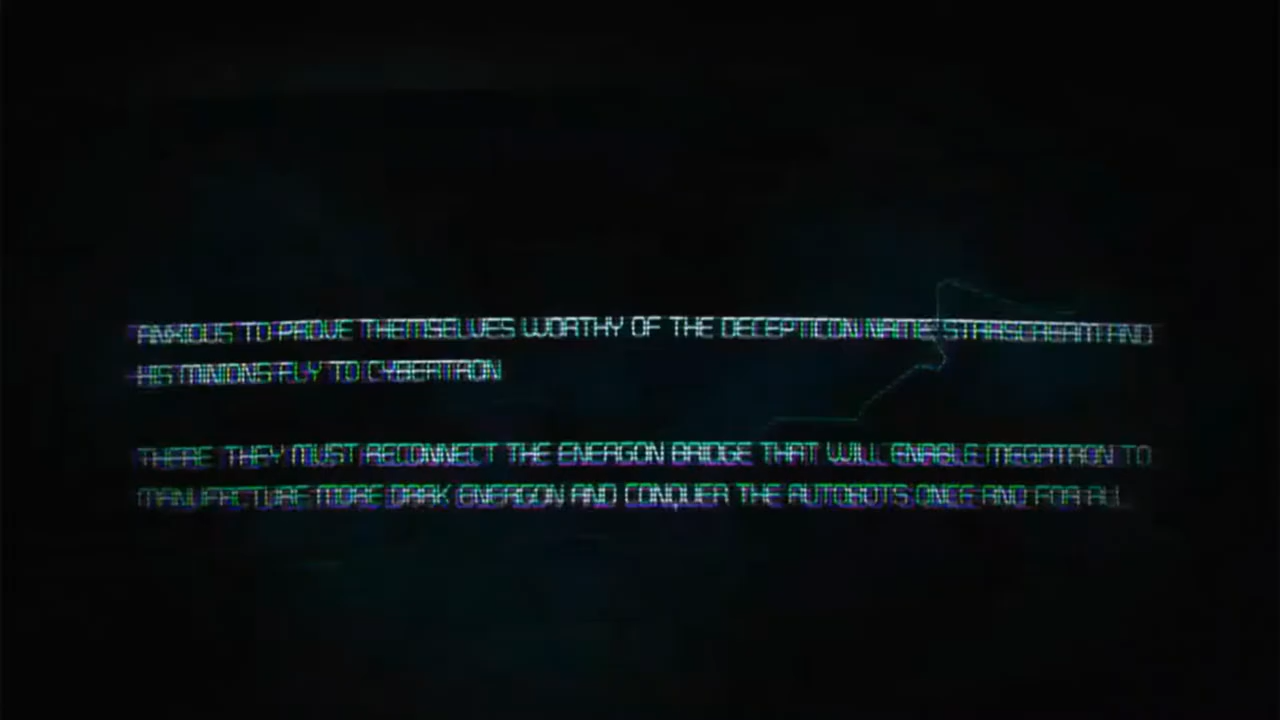 ANXIOUS TO PROVE THEMSELVES WORTHY OF THE DECEPTICON NAME STARSCREAM AND
HIS MINIONS FLY TO CYBERTRON
THERE THEY MUST RECONNECT THE ENERGON BRIDGE THAT WILL ENABLE MEGATRON TO
MANUFACTURE MORE DARK ENERGON AND CONQUER THE AUTOBOTS ONCE AND FOR ALL